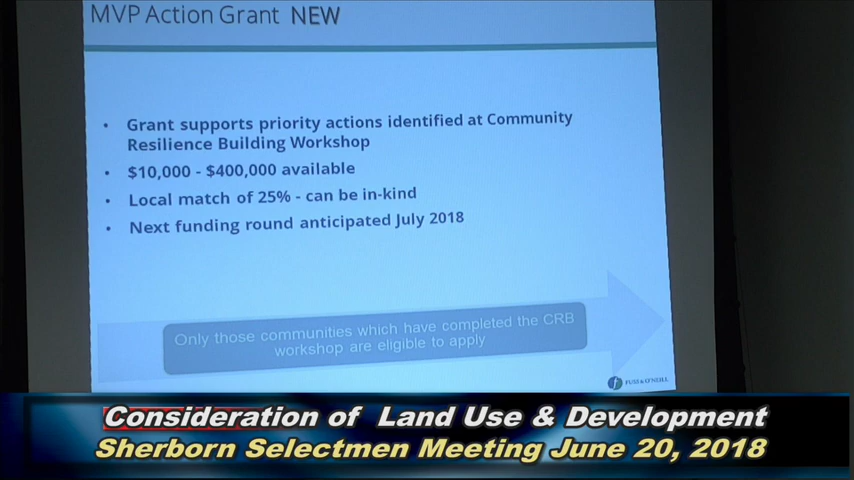 MVP Action Grant NEW
• Grant supports priority actions identified at Community
Resilience Building Workshop
• $10,000 - $400,000 available
• Local match of 25% - can be in-kind
• Next funding round anticipated July 2018
Only those communities which have completed the CRB
workshop are eligible to apply
FUSS & O'NEILL
Consideration of Land Use & Development
Sherborn Selectmen Meeting June 20, 2018